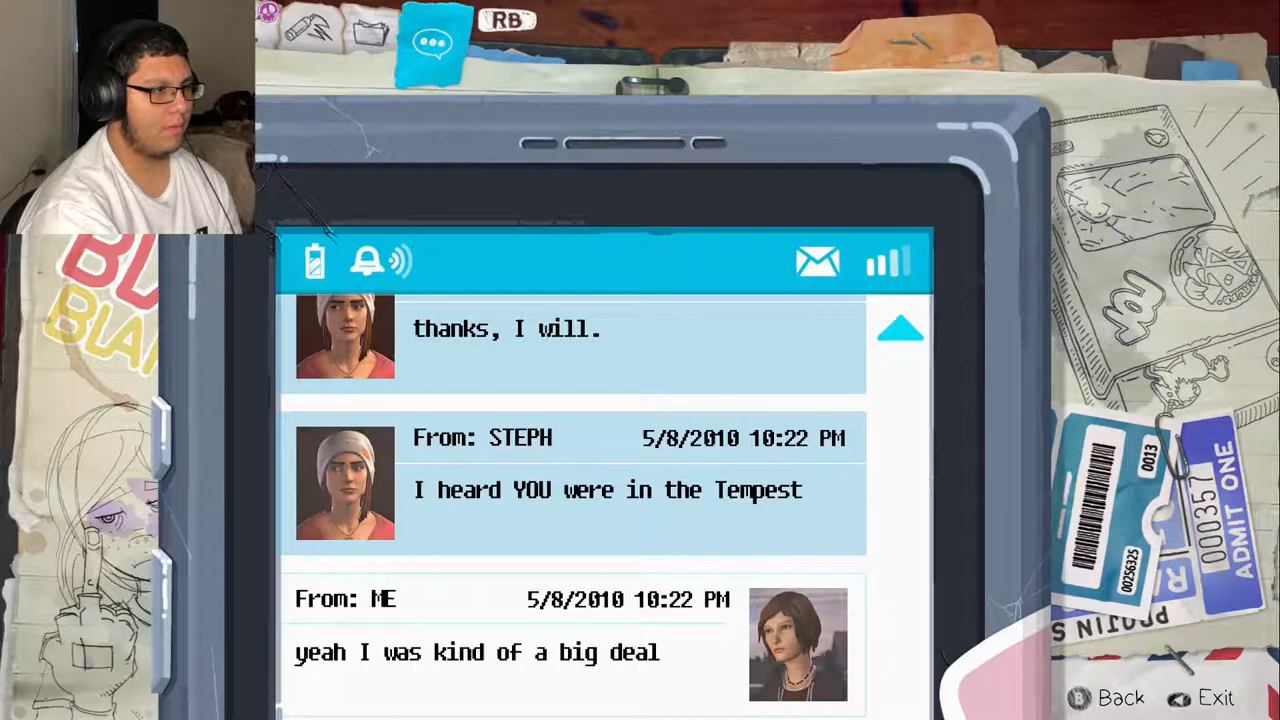 RB
thanks, I will.
From: STEPH 5/8/2010 10:22 PM
I heard YOU were in the Tempest
From: ME 5/8/2010 10:22 PM
yeah I was kind of a big deal
0013
00256325
000357
ADMIT ONE
Back
Exit